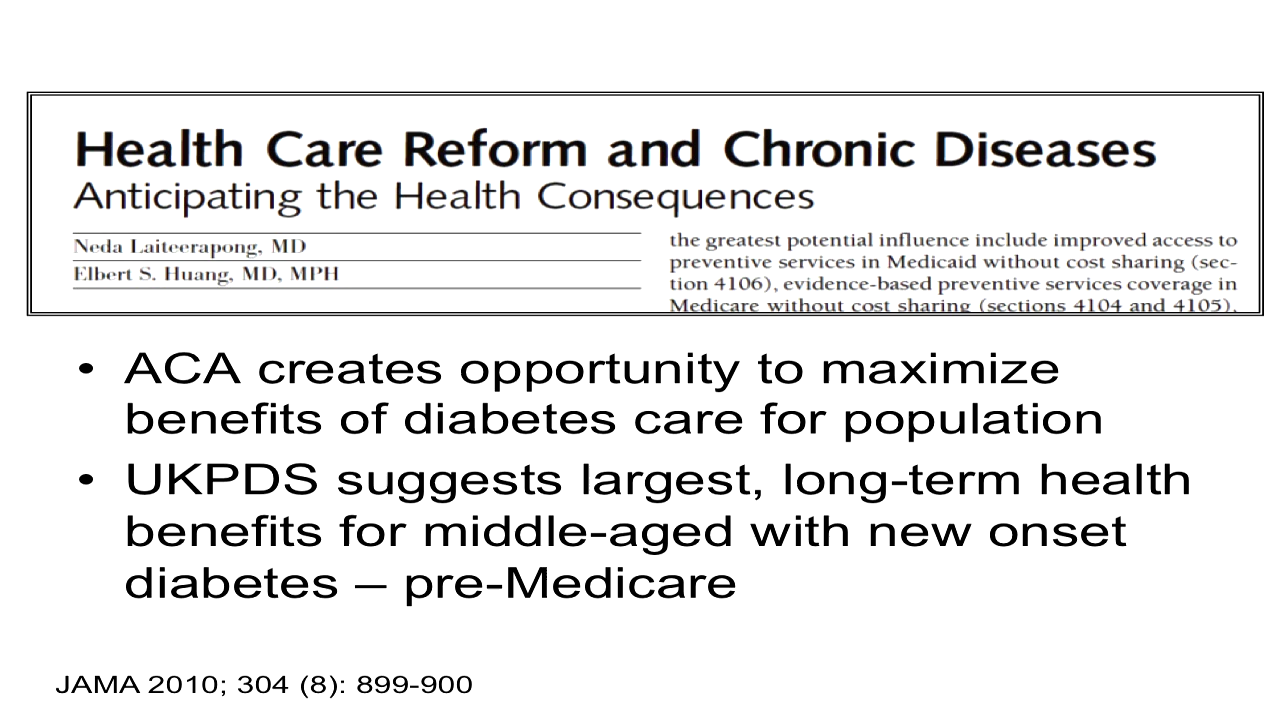 Health Care Reform and Chronic Diseases
Anticipating the Health Consequences
Neda Laiteerapong, MD
Elbert S. Huang, MD, MPH
the greatest potential influence include improved access to
preventive services in Medicaid without cost sharing (sec-
tion 4106), evidence-based preventive services coverage in
Medicare without cost sharing (sections 4104 and 4105),
• ACA creates opportunity to maximize
benefits of diabetes care for population
• UKPDS suggests largest, long-term health
benefits for middle-aged with new onset
diabetes – pre-Medicare
JAMA 2010; 304 (8): 899-900